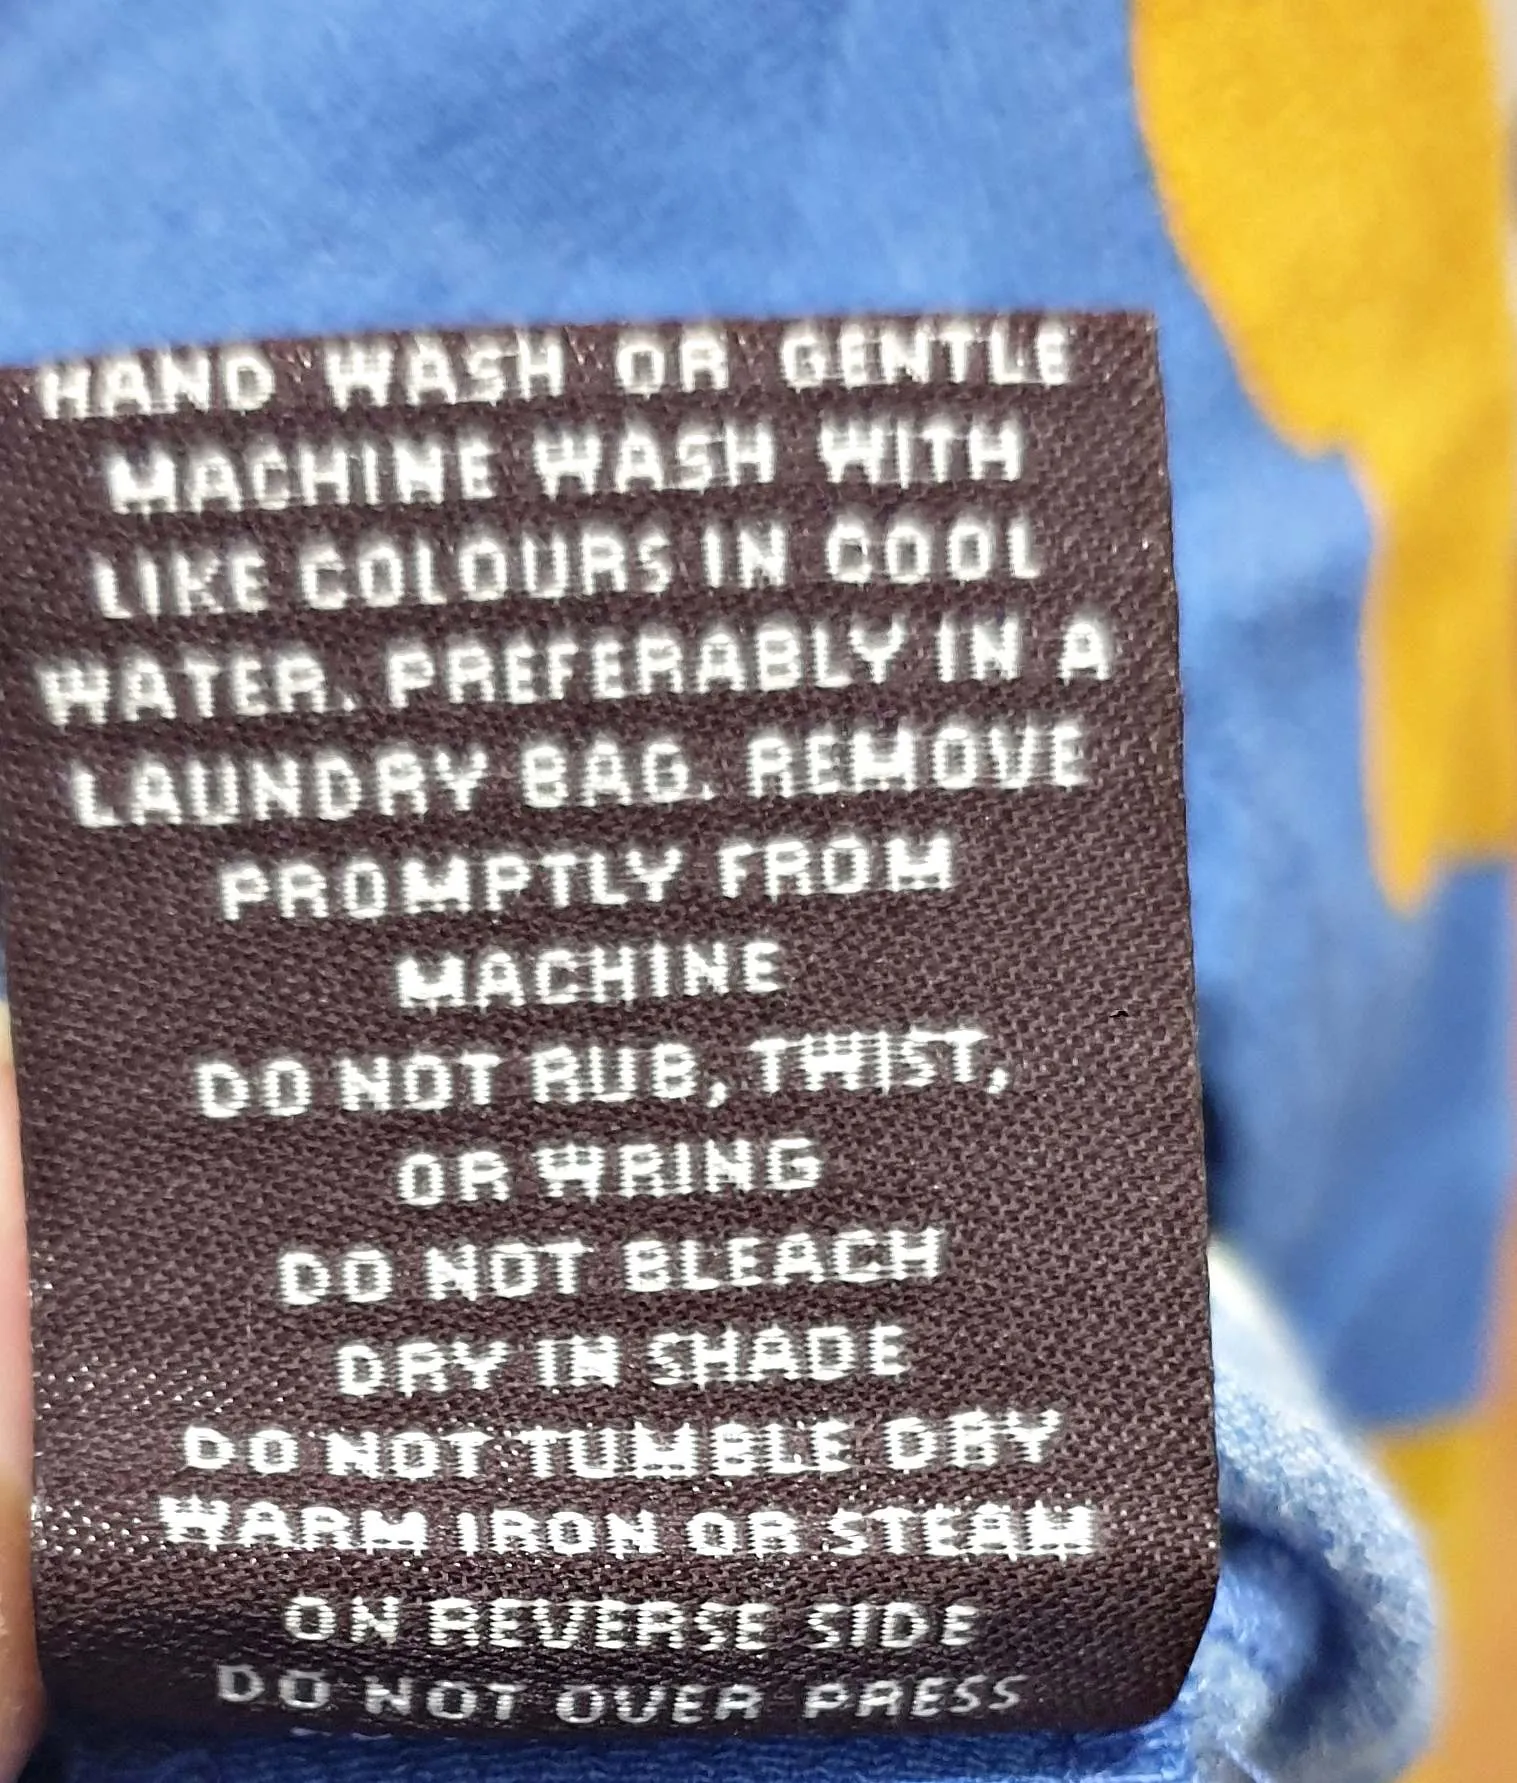 HAND WASH OR GENTLE
MACHINE WASH WITH
LIKE COLOURS IN COOL
WATER. PREFERABLY IN A
LAUNDRY BAG. REMOVE
PROMPTLY FROM
MACHINE
DO NOT RUB, TWIST,
OR WRING
DO NOT BLEACH
DRY IN SHADE
DO NOT TUMBLE DRY
WARM IRON OR STEAM
ON REVERSE SIDE
DO NOT OVER PRESS